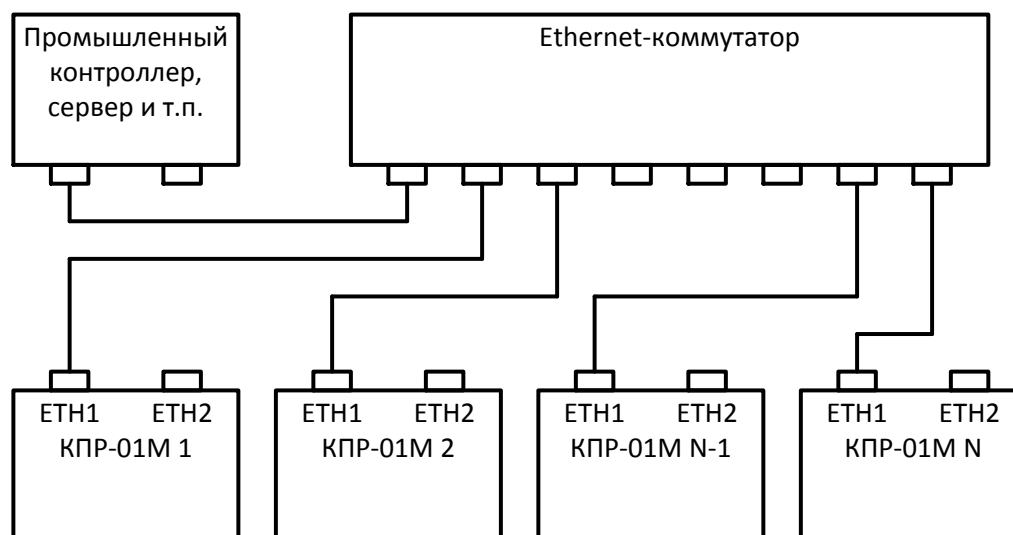 Промышленный
контроллер,
сервер и т.п.
Ethernet-коммутатор
ETH1 ETH2
КПР-01М 1
ETH1 ETH2
КПР-01М 2
ETH1 ETH2
КПР-01М N-1
ETH1 ETH2
КПР-01М N